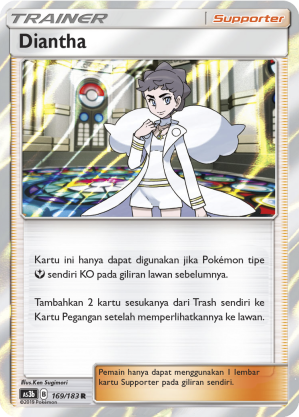 TRAINER
Supporter
Diantha
Kartu ini hanya dapat digunakan jika Pokémon tipe
sendiri KO pada giliran lawan sebelumnya.
Tambahkan 2 kartu sesukanya dari Trash sendiri ke
Kartu Pegangan setelah memperlihatkannya ke lawan.
Illus.Ken Sugimori
AS3b D 169/183 R
©2018 Pokémon
Pemain hanya dapat menggunakan 1 lembar
kartu Supporter pada giliran sendiri.